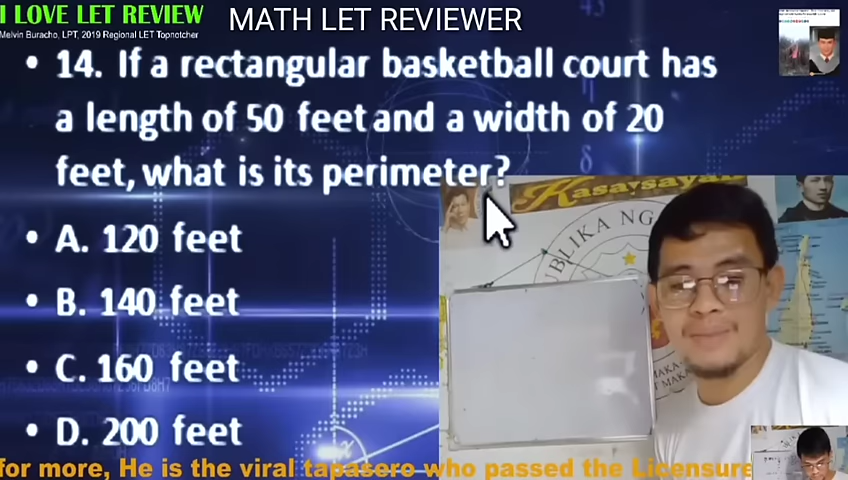 I LOVE LET REVIEW
Melvin Buracho, LPT, 2019 Regional LET Topnotcher
MATH LET REVIEWER
• 14. If a rectangular basketball court has
a length of 50 feet and a width of 20
feet, what is its perimeter?
• A. 120 feet
• B. 140 feet
• C. 160 feet
• D. 200 feet
Kasaysayan
BLIKA NG
for more, He is the viral tapasero who passed the Licensure